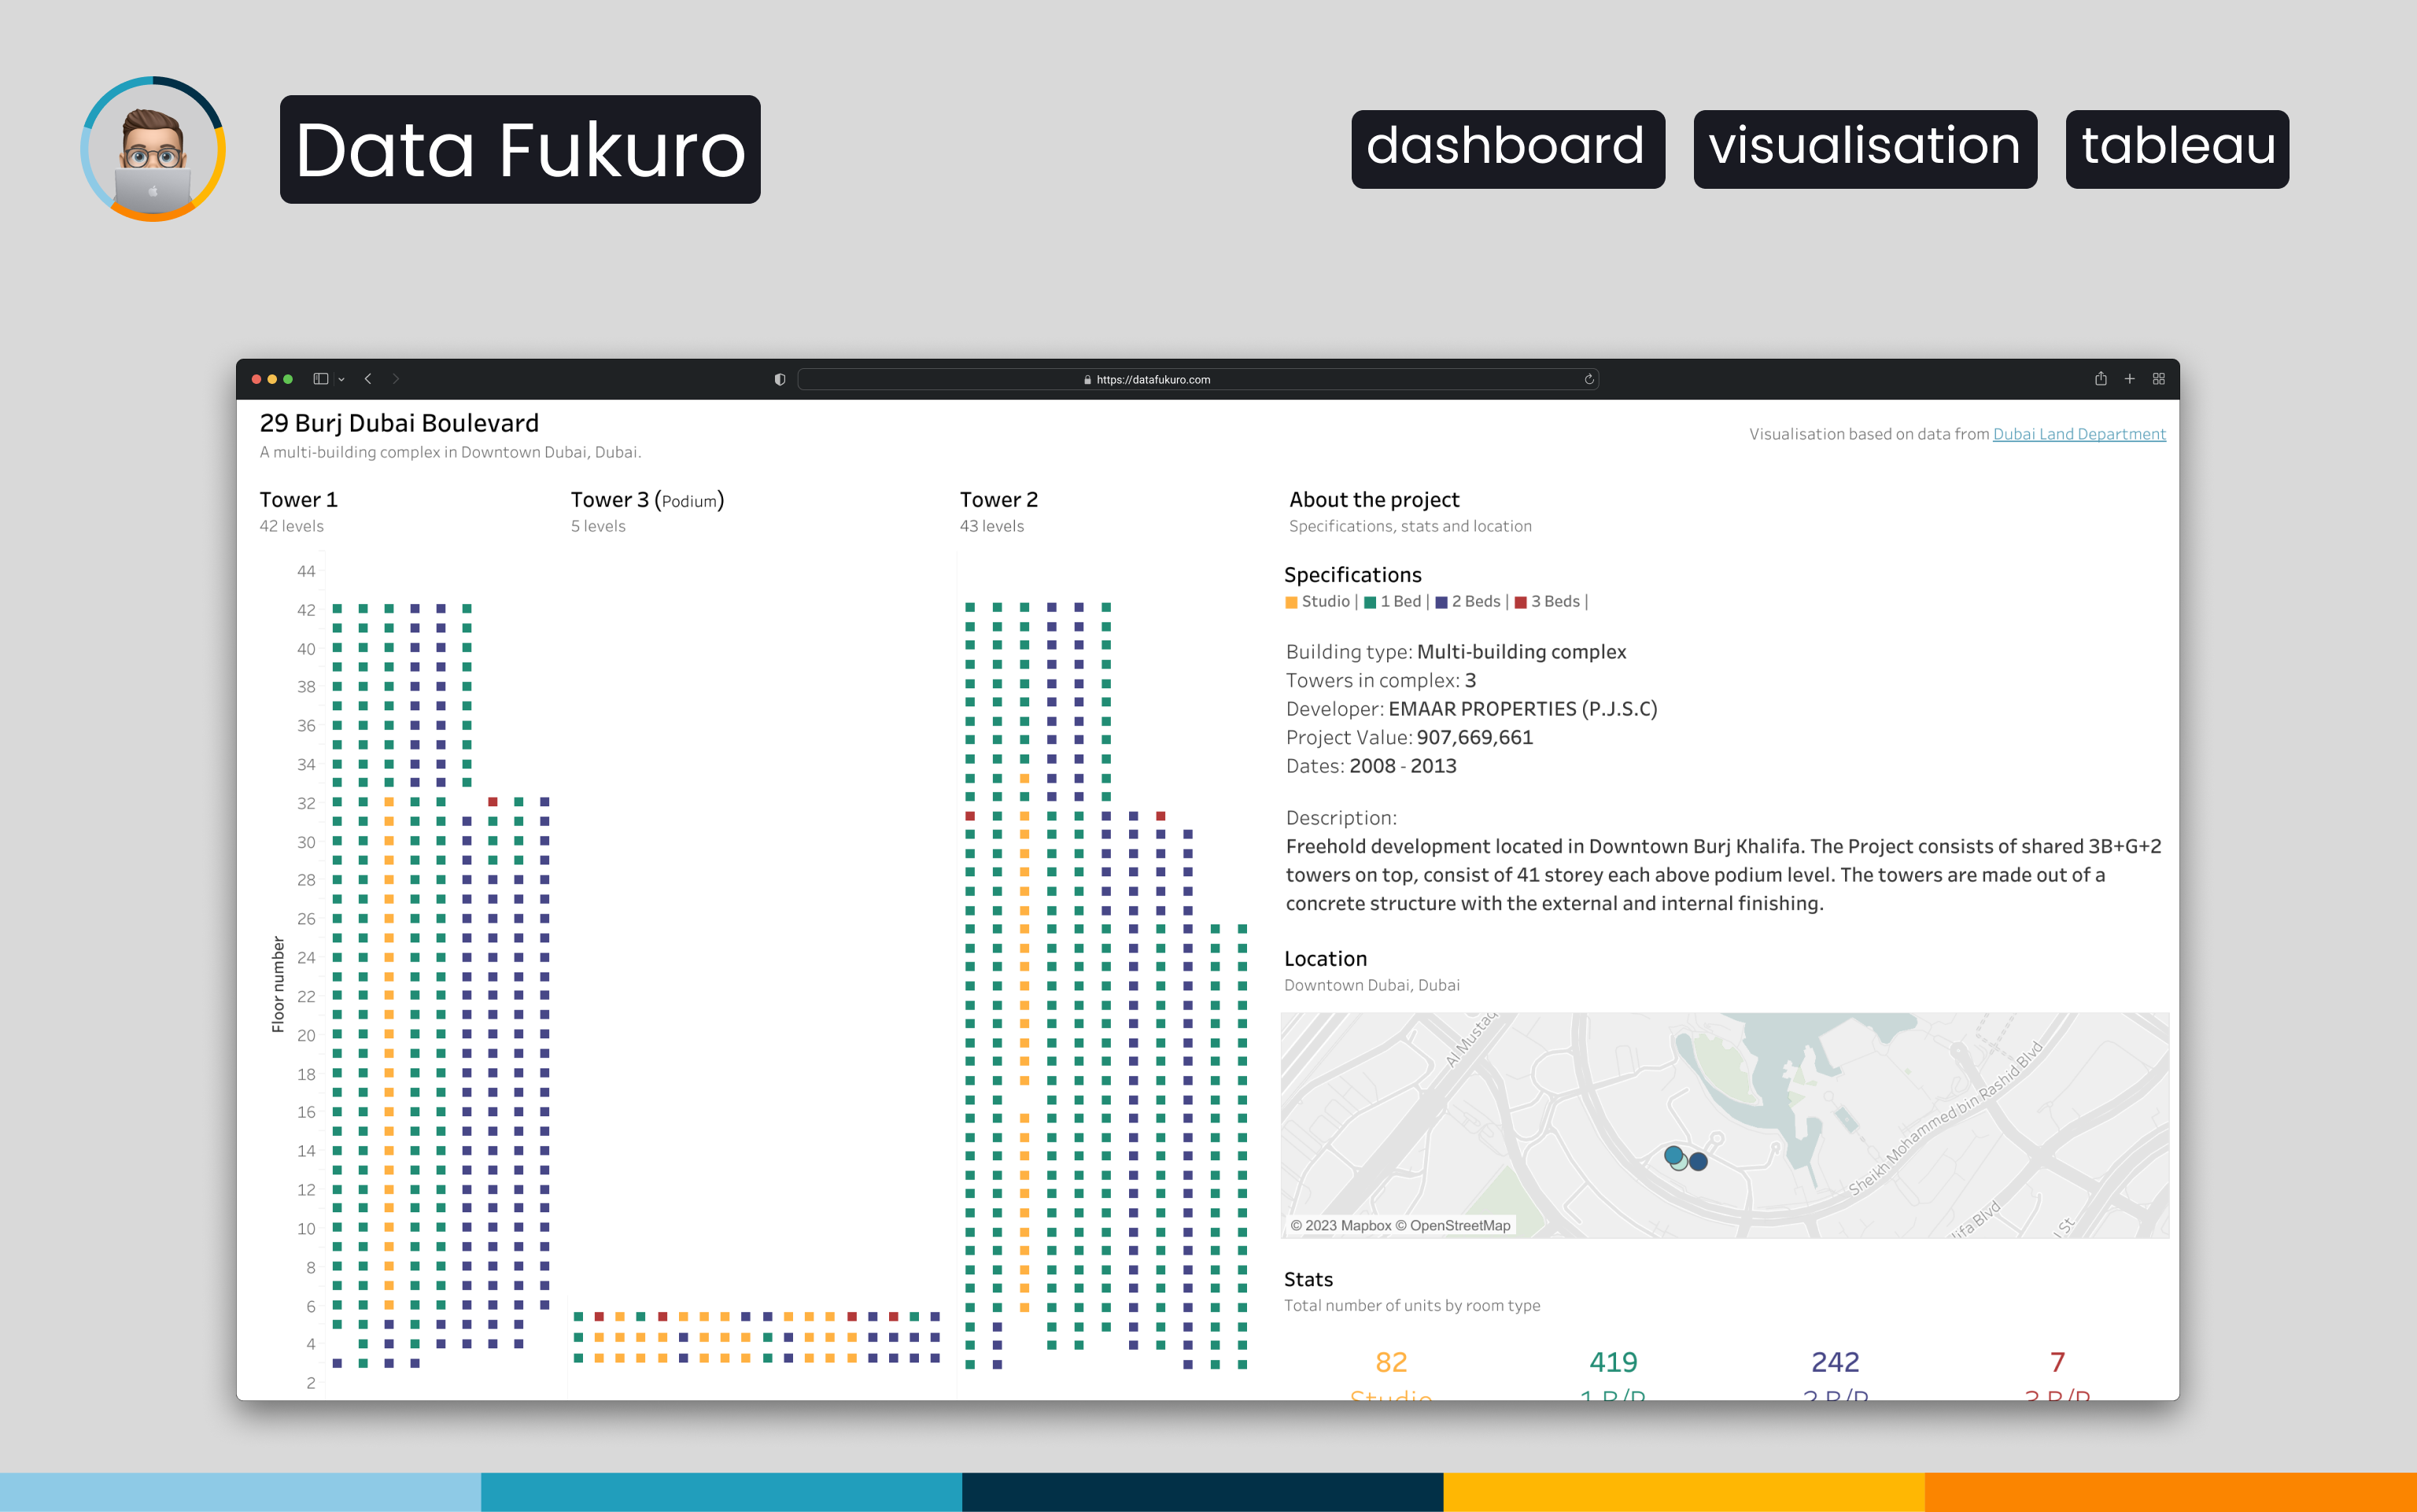 Data Fukuro
dashboard
visualisation
tableau
https://datafukuro.com
29 Burj Dubai Boulevard
A multi-building complex in Downtown Dubai, Dubai.
Visualisation based on data from Dubai Land Department
Tower 1
42 levels
Tower 3 (Podium)
5 levels
Tower 2
43 levels
About the project
Specifications, stats and location
Floor number
44
42
40
38
36
34
32
30
28
26
24
22
20
18
16
14
12
10
8
6
4
2
Specifications
Studio | 1 Bed | 2 Beds | 3 Beds |
Building type: Multi-building complex
Towers in complex: 3
Developer: EMAAR PROPERTIES (P.J.S.C)
Project Value: 907,669,661
Dates: 2008 - 2013
Description:
Freehold development located in Downtown Burj Khalifa. The Project consists of shared 3B+G+2
towers on top, consist of 41 storey each above podium level. The towers are made out of a
concrete structure with the external and internal finishing.
Location
Downtown Dubai, Dubai
Al Mustaq
Sheikh Mohammed bin Rashid Blvd
lifa Blvd
l St
© 2023 Mapbox © OpenStreetMap
Stats
Total number of units by room type
82
419
242
7
Studio
1 B/R
2 B/R
3 B/R